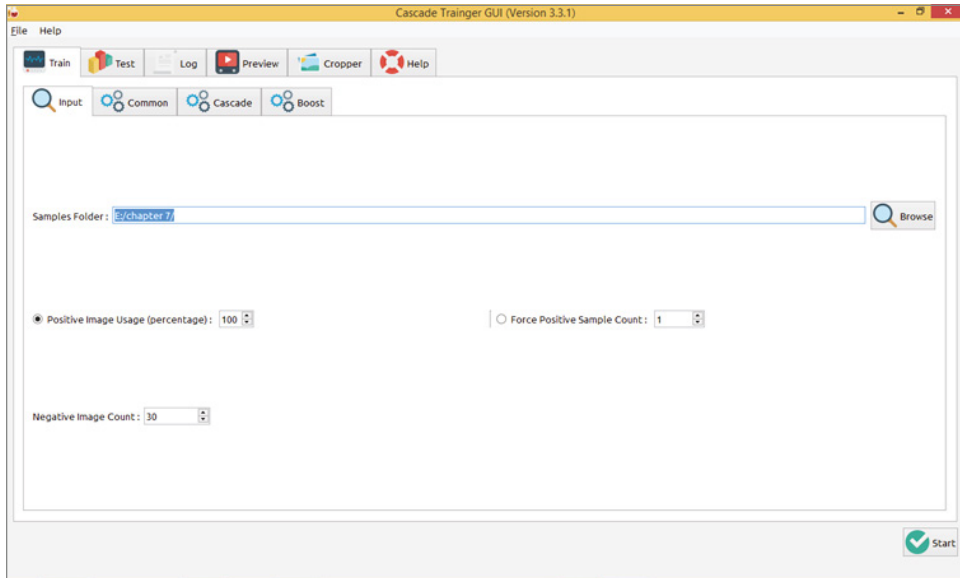 Cascade Trainger GUI (Version 3.3.1)
File Help
Train Test Log Preview Cropper Help
Input Common Cascade Boost
Samples Folder : E:/chapter 7/ Browse
Positive Image Usage (percentage) : 100 Force Positive Sample Count : 1
Negative Image Count : 30
Start